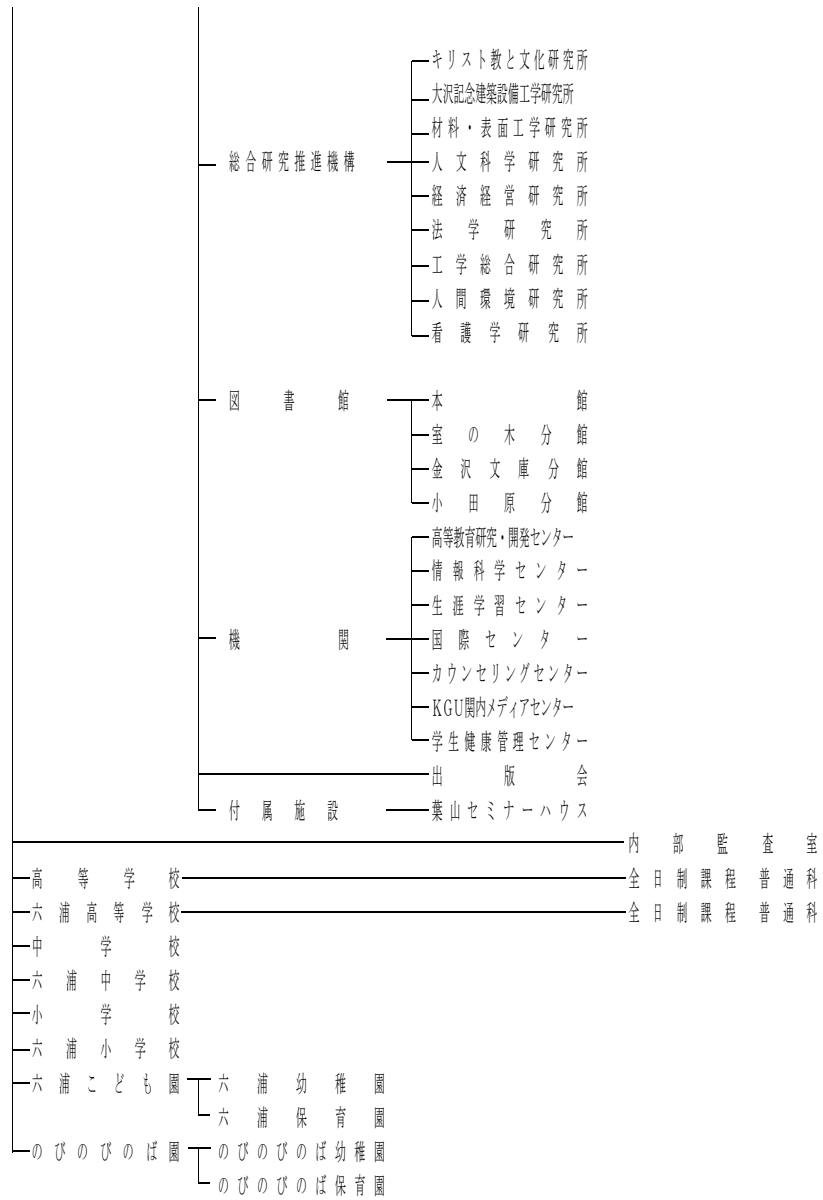 キリスト教と文化研究所
大沢記念建築設備工学研究所
材料・表面工学研究所
総合研究推進機構 人文科学研究所
経済経営研究所
法学研究所
工学総合研究所
人間環境研究所
看護学研究所
図書館 本館
室の木分館
金沢文庫分館
小田原分館
高等教育研究・開発センター
情報科学センター
生涯学習センター
機関 国際センター
カウンセリングセンター
KGU関内メディアセンター
学生健康管理センター
出版会
付属施設 葉山セミナーハウス
内部監査室
高等学校 全日制課程 普通科
六浦高等学校 全日制課程 普通科
中学校
六浦中学校
小学校
六浦小学校
六浦こども園 六浦幼稚園
六浦保育園
のびのびのば園 のびのびのば幼稚園
のびのびのば保育園